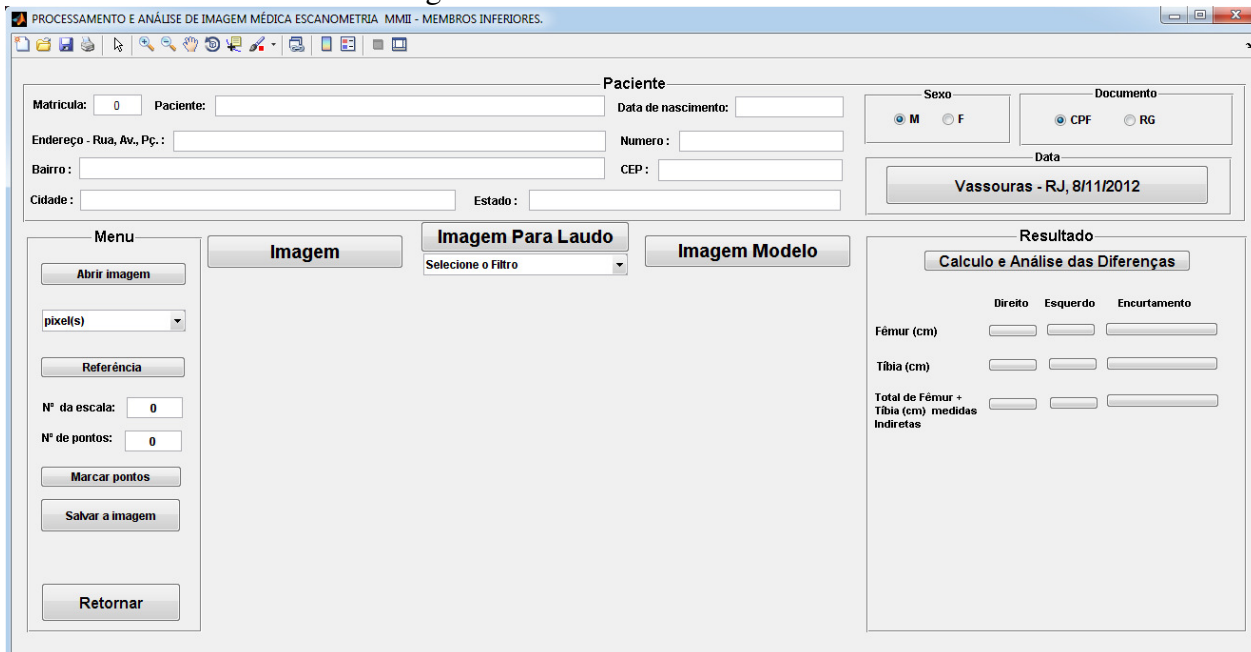 PROCESSAMENTO E ANÁLISE DE IMAGEM MÉDICA ESCANOMETRIA MMII - MEMBROS INFERIORES.
Paciente
Matricula: 0 Paciente: Data de nascimento:
Endereço - Rua, Av., Pç. : Numero :
Bairro : CEP :
Cidade : Estado :
Sexo
M F
Documento
CPF RG
Data
Vassouras - RJ, 8/11/2012
Menu
Abrir imagem
pixel(s)
Referência
Nº da escala: 0
Nº de pontos: 0
Marcar pontos
Salvar a imagem
Retornar
Imagem
Imagem Para Laudo
Selecione o Filtro
Imagem Modelo
Resultado
Calculo e Análise das Diferenças
Direito Esquerdo Encurtamento
Fêmur (cm)
Tíbia (cm)
Total de Fêmur +
Tíbia (cm) medidas
Indiretas